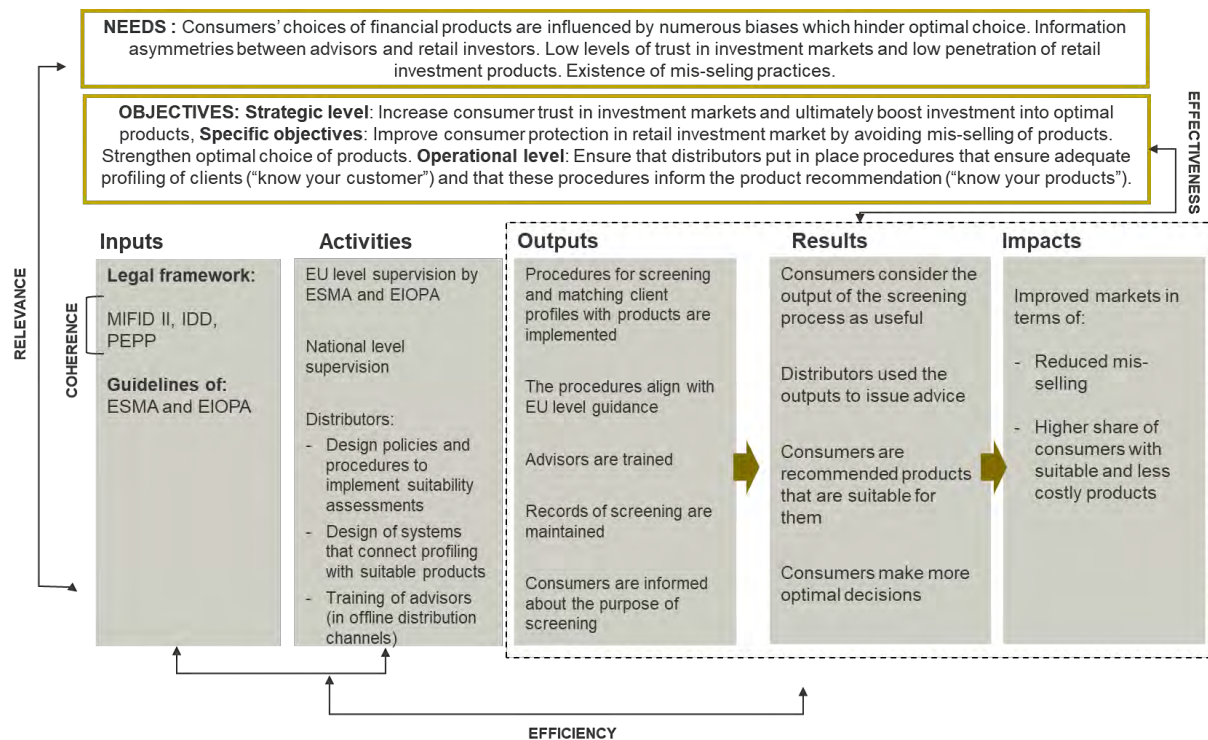 NEEDS : Consumers' choices of financial products are influenced by numerous biases which hinder optimal choice. Information
asymmetries between advisors and retail investors. Low levels of trust in investment markets and low penetration of retail
investment products. Existence of mis-seling practices.
OBJECTIVES: Strategic level: Increase consumer trust in investment markets and ultimately boost investment into optimal
products, Specific objectives: Improve consumer protection in retail investment market by avoiding mis-selling of products.
Strengthen optimal choice of products. Operational level: Ensure that distributors put in place procedures that ensure adequate
profiling of clients (“know your customer”) and that these procedures inform the product recommendation (“know your products”).
EFFECTIVENESS
RELEVANCE
COHERENCE
Inputs
Legal framework:
MIFID II, IDD,
PEPP
Guidelines of:
ESMA and EIOPA
Activities
EU level supervision by
ESMA and EIOPA
National level
supervision
Distributors:
- Design policies and
procedures to
implement suitability
assessments
- Design of systems
that connect profiling
with suitable products
- Training of advisors
(in offline distribution
channels)
Outputs
Procedures for screening
and matching client
profiles with products are
implemented
The procedures align with
EU level guidance
Advisors are trained
Records of screening are
maintained
Consumers are informed
about the purpose of
screening
Results
Consumers consider the
output of the screening
process as useful
Distributors used the
outputs to issue advice
Consumers are
recommended products
that are suitable for
them
Consumers make more
optimal decisions
Impacts
Improved markets in
terms of:
- Reduced mis-
selling
- Higher share of
consumers with
suitable and less
costly products
EFFICIENCY